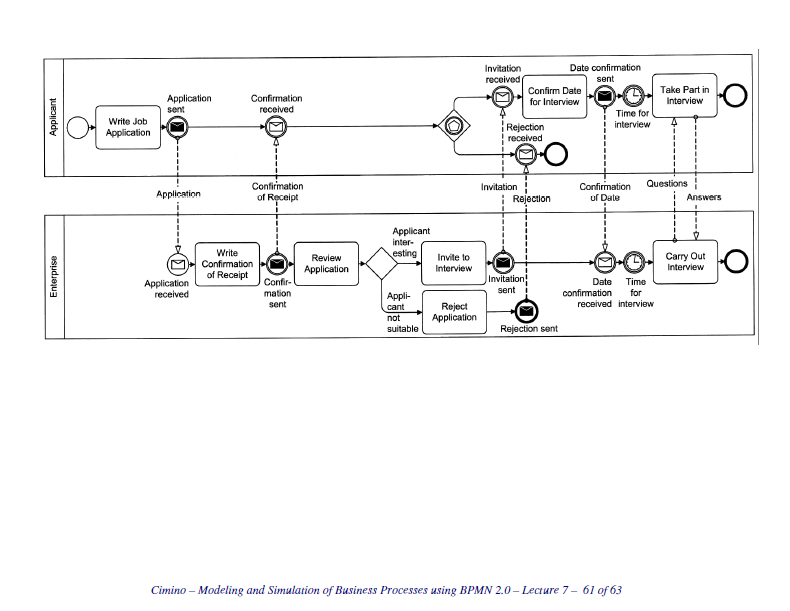 Applicant
Write Job
Application
Application
sent
Confirmation
received
Invitation
received
Confirm Date
for Interview
Date confirmation
sent
Time for
interview
Take Part in
Interview
Rejection
received
Application
Confirmation
of Receipt
Invitation
Rejection
Confirmation
of Date
Questions
Answers
Enterprise
Application
received
Write
Confirmation
of Receipt
Confir-
mation
sent
Review
Application
Applicant
inter-
esting
Appli-
cant
not
suitable
Invite to
Interview
Invitation
sent
Reject
Application
Rejection sent
Date
confirmation
received
Time
for
interview
Carry Out
Interview
Cimino – Modeling and Simulation of Business Processes using BPMN 2.0 – Lecture 7 – 61 of 63